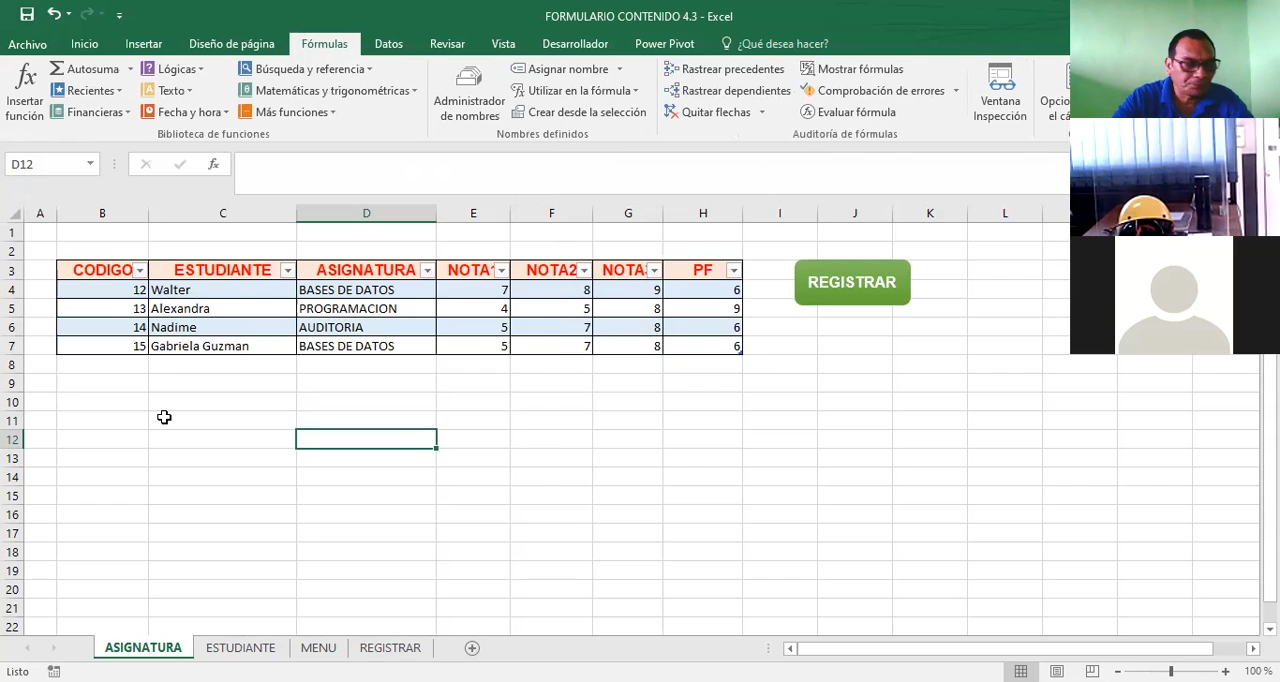 FORMULARIO CONTENIDO 4.3 - Excel
Archivo Inicio Insertar Diseño de página Fórmulas Datos Revisar Vista Desarrollador Power Pivot ¿Qué desea hacer?
Insertar función
Autosuma
Recientes
Financieras
Lógicas
Texto
Fecha y hora
Búsqueda y referencia
Matemáticas y trigonométricas
Más funciones
Biblioteca de funciones
Administrador de nombres
Asignar nombre
Utilizar en la fórmula
Crear desde la selección
Nombres definidos
Rastrear precedentes
Rastrear dependientes
Quitar flechas
Mostrar fórmulas
Comprobación de errores
Evaluar fórmula
Auditoría de fórmulas
Ventana Inspección
D12 fx
A B C D E F G H I J K L
1
2
3 CODIGO ESTUDIANTE ASIGNATURA NOTA1 NOTA2 NOTA3 PF REGISTRAR
4 12 Walter BASES DE DATOS 7 8 9 6
5 13 Alexandra PROGRAMACION 4 5 8 9
6 14 Nadime AUDITORIA 5 7 8 6
7 15 Gabriela Guzman BASES DE DATOS 5 7 8 6
8
9
10
11
12
13
14
15
16
17
18
19
20
21
22
ASIGNATURA ESTUDIANTE MENU REGISTRAR
Listo 100 %